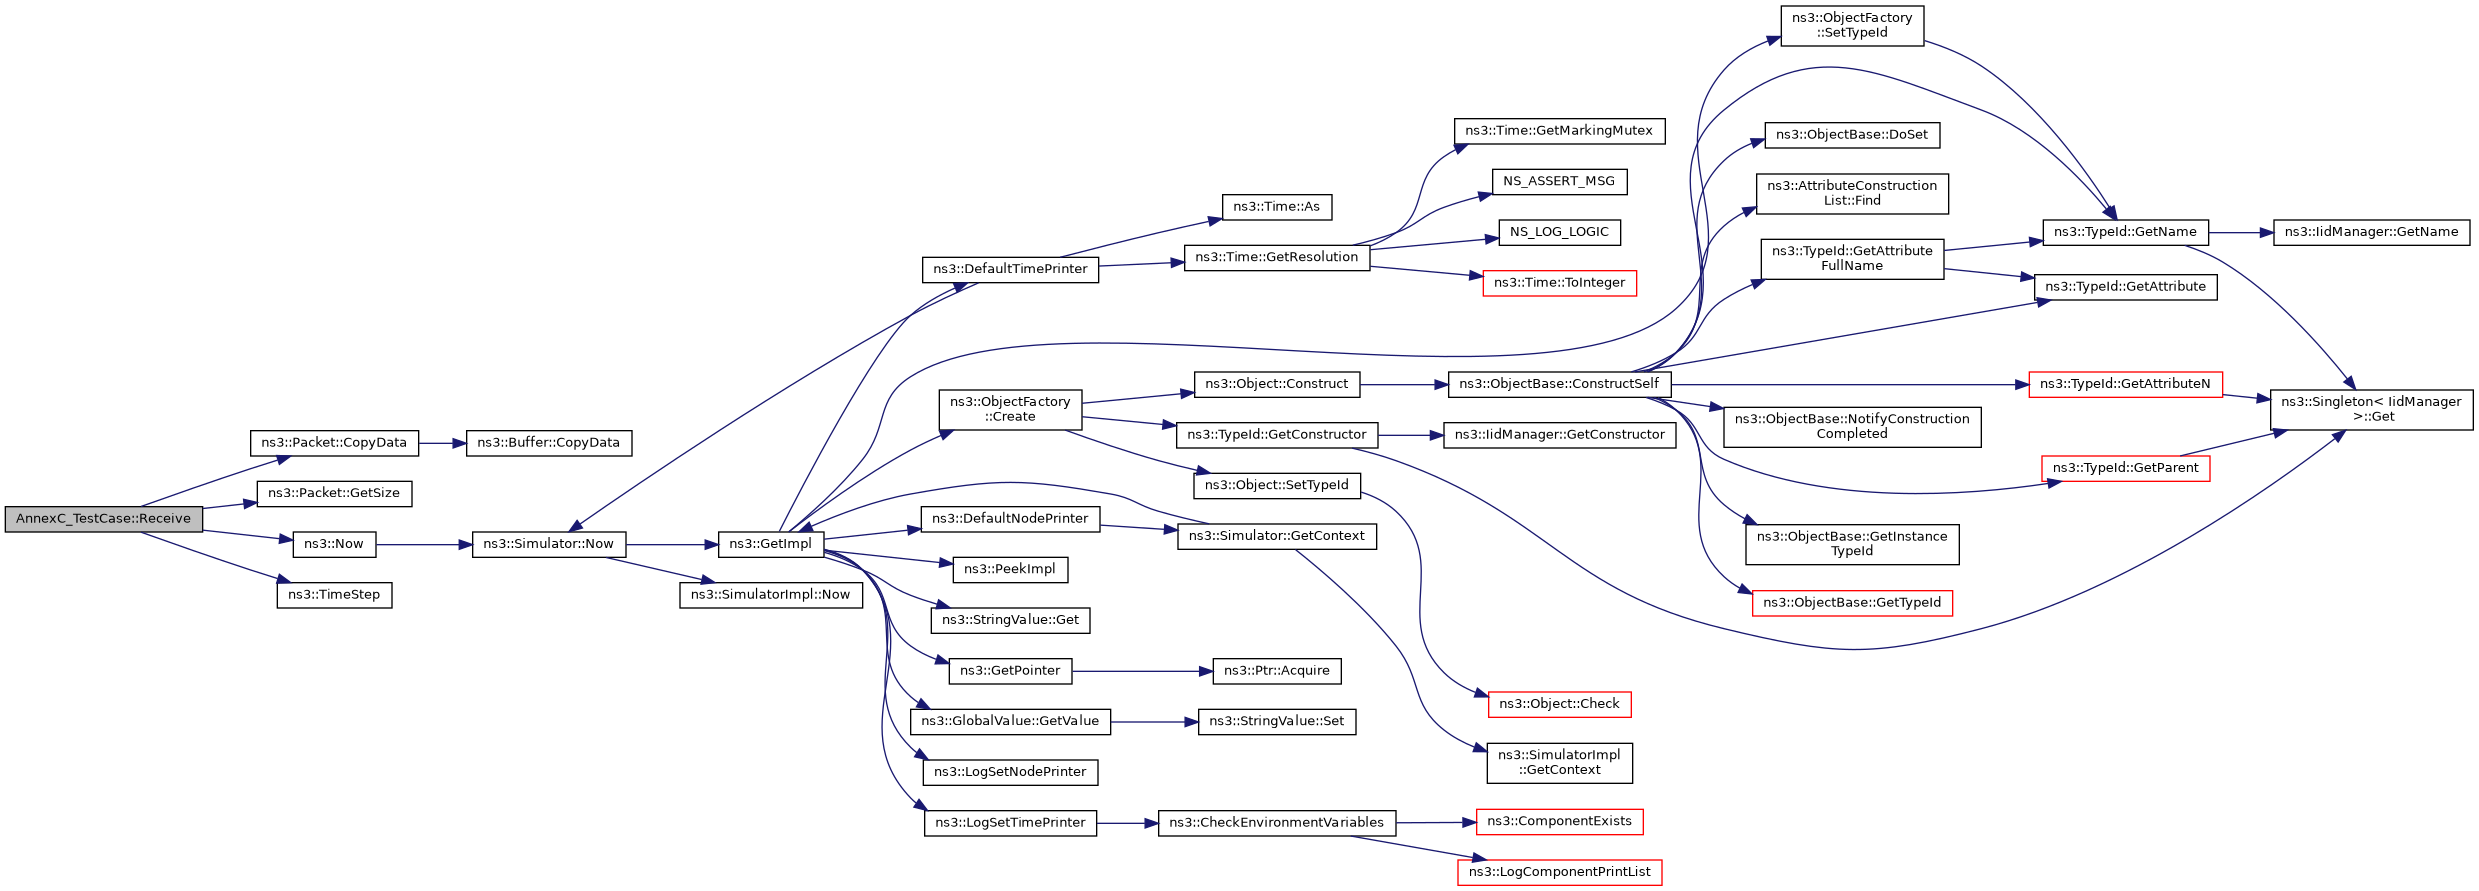 AnnexC_TestCase::Receive
ns3::Packet::CopyData
ns3::Buffer::CopyData
ns3::Packet::GetSize
ns3::Now
ns3::TimeStep
ns3::Simulator::Now
ns3::SimulatorImpl::Now
ns3::GetImpl
ns3::DefaultTimePrinter
ns3::Time::As
ns3::Time::GetResolution
ns3::Time::GetMarkingMutex
NS_ASSERT_MSG
NS_LOG_LOGIC
ns3::Time::ToInteger
ns3::ObjectFactory
::Create
ns3::Object::Construct
ns3::TypeId::GetConstructor
ns3::Object::SetTypeId
ns3::ObjectBase::ConstructSelf
ns3::IidManager::GetConstructor
ns3::DefaultNodePrinter
ns3::Simulator::GetContext
ns3::PeekImpl
ns3::StringValue::Get
ns3::GetPointer
ns3::Ptr::Acquire
ns3::GlobalValue::GetValue
ns3::StringValue::Set
ns3::LogSetNodePrinter
ns3::LogSetTimePrinter
ns3::CheckEnvironmentVariables
ns3::ComponentExists
ns3::LogComponentPrintList
ns3::Object::Check
ns3::SimulatorImpl
::GetContext
ns3::ObjectFactory
::SetTypeId
ns3::ObjectBase::DoSet
ns3::AttributeConstruction
List::Find
ns3::TypeId::GetAttribute
FullName
ns3::TypeId::GetName
ns3::IidManager::GetName
ns3::TypeId::GetAttribute
ns3::TypeId::GetAttributeN
ns3::Singleton< IidManager
>::Get
ns3::ObjectBase::NotifyConstruction
Completed
ns3::TypeId::GetParent
ns3::ObjectBase::GetInstance
TypeId
ns3::ObjectBase::GetTypeId